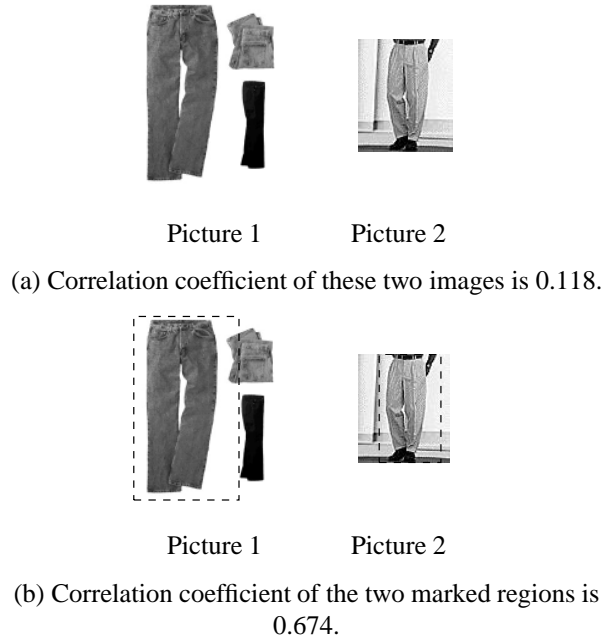 Picture 1 Picture 2
(a) Correlation coefficient of these two images is 0.118.
Picture 1 Picture 2
(b) Correlation coefficient of the two marked regions is
0.674.